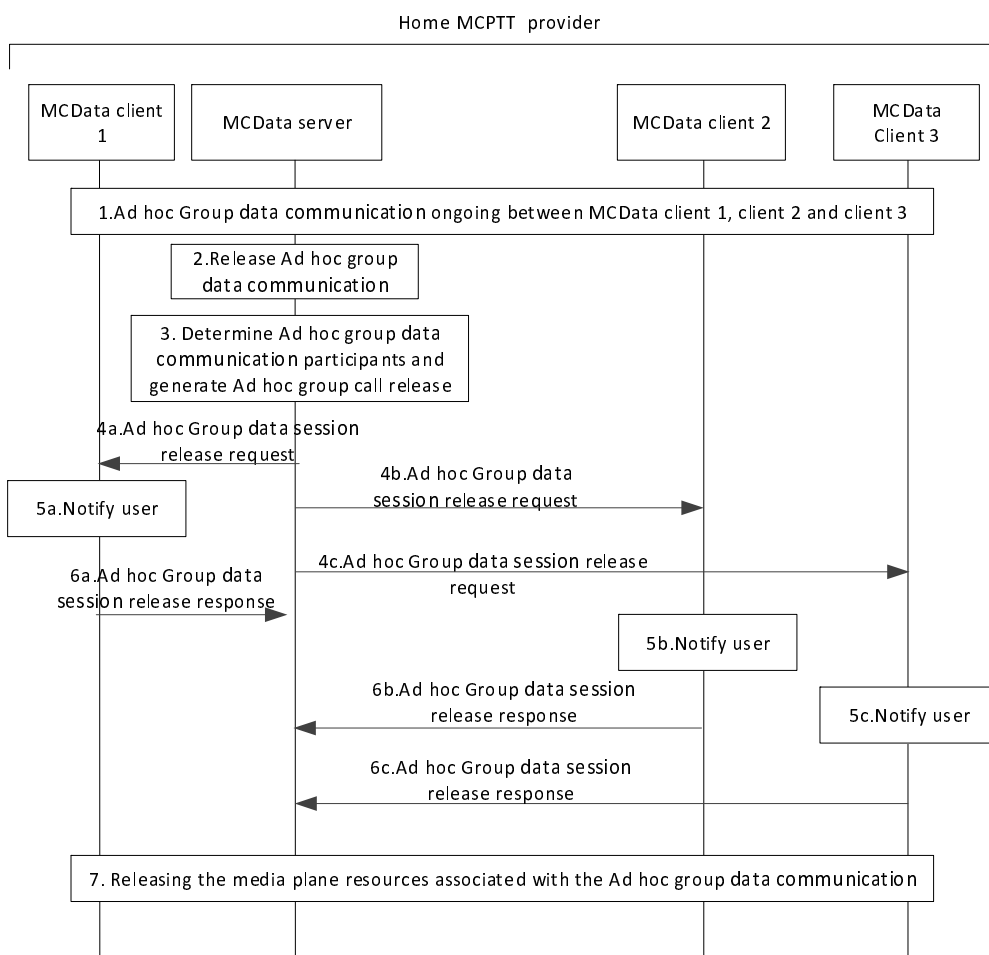 Home MCPTT  provider
MCData client
1
MCData server
MCData client 2
MCData
Client 3
1.Ad hoc Group data communication ongoing between MCData client 1, client 2 and client 3
2.Release Ad hoc group
data communication
3. Determine Ad hoc group data
communication participants and
generate Ad hoc group call release
4a.Ad hoc Group data session
release request
4b.Ad hoc Group data
session release request
5a.Notify user
4c.Ad hoc Group data session release
request
6a.Ad hoc Group data
session release response
5b.Notify user
6b.Ad hoc Group data session
release response
5c.Notify user
6c.Ad hoc Group data session
release response
7. Releasing the media plane resources associated with the Ad hoc group data communication